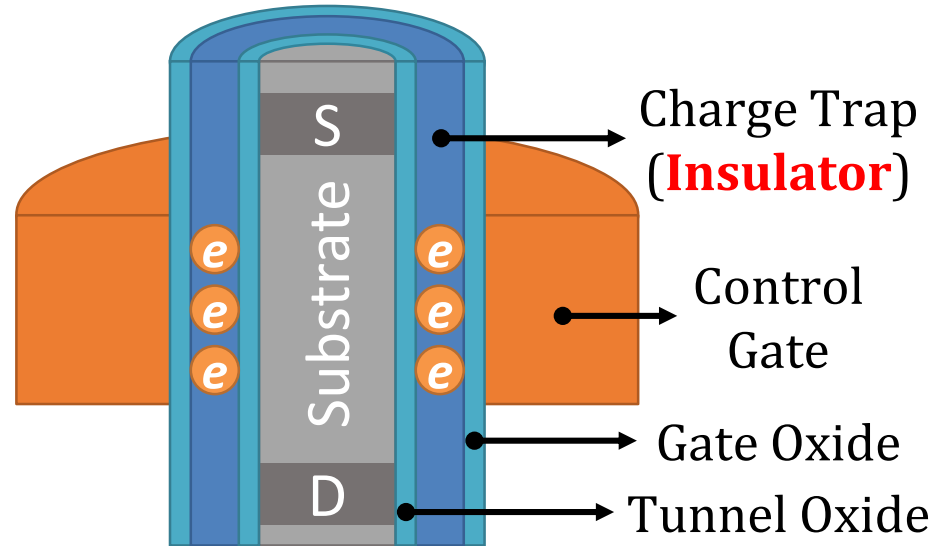 S
Charge Trap
(Insulator)
e e
Substrate
e e
Control
Gate
e e
Gate Oxide
D
Tunnel Oxide